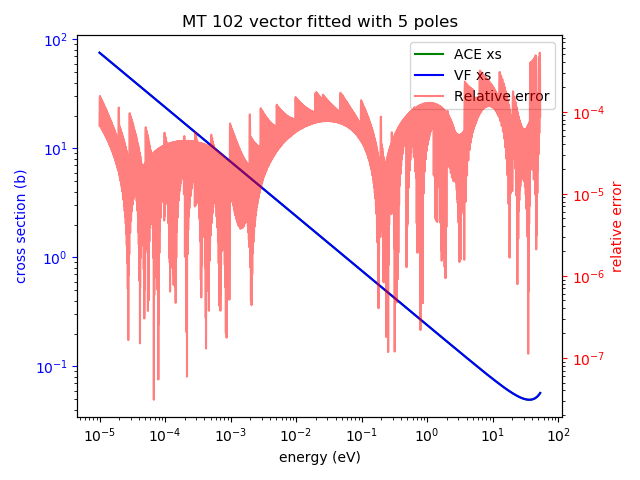 MT 102 vector fitted with 5 poles
ACE xs
VF xs
Relative error
cross section (b)
10²
10¹
10⁰
10⁻¹
relative error
10⁻⁴
10⁻⁵
10⁻⁶
10⁻⁷
10⁻⁵ 10⁻⁴ 10⁻³ 10⁻² 10⁻¹ 10⁰ 10¹ 10²
energy (eV)